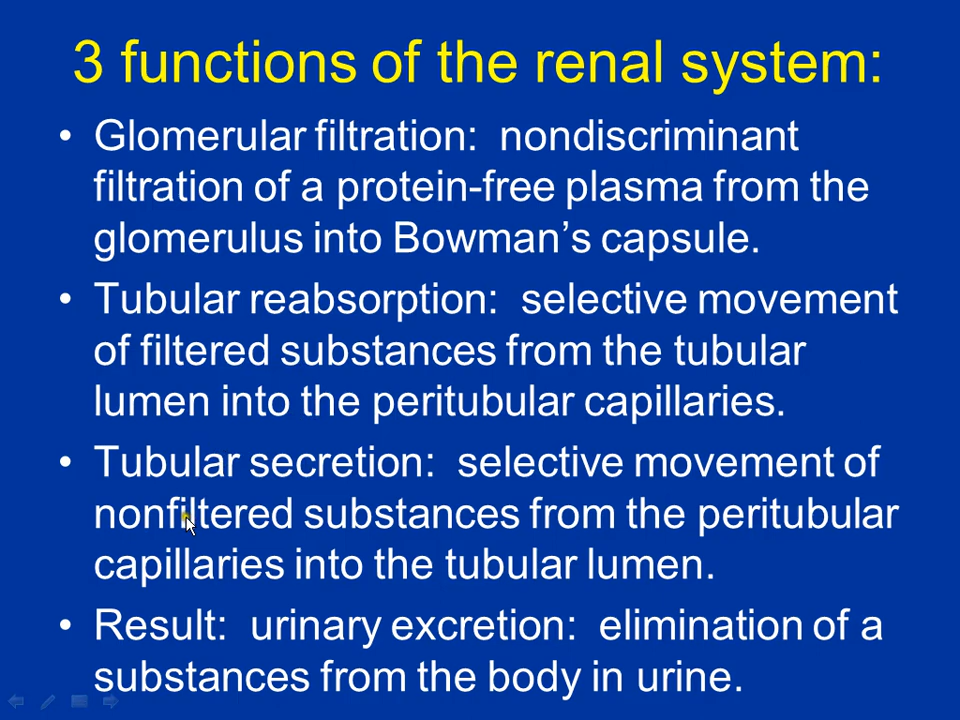 3 functions of the renal system:
• Glomerular filtration: nondiscriminant
filtration of a protein-free plasma from the
glomerulus into Bowman’s capsule.
• Tubular reabsorption: selective movement
of filtered substances from the tubular
lumen into the peritubular capillaries.
• Tubular secretion: selective movement of
nonfiltered substances from the peritubular
capillaries into the tubular lumen.
• Result: urinary excretion: elimination of a
substances from the body in urine.